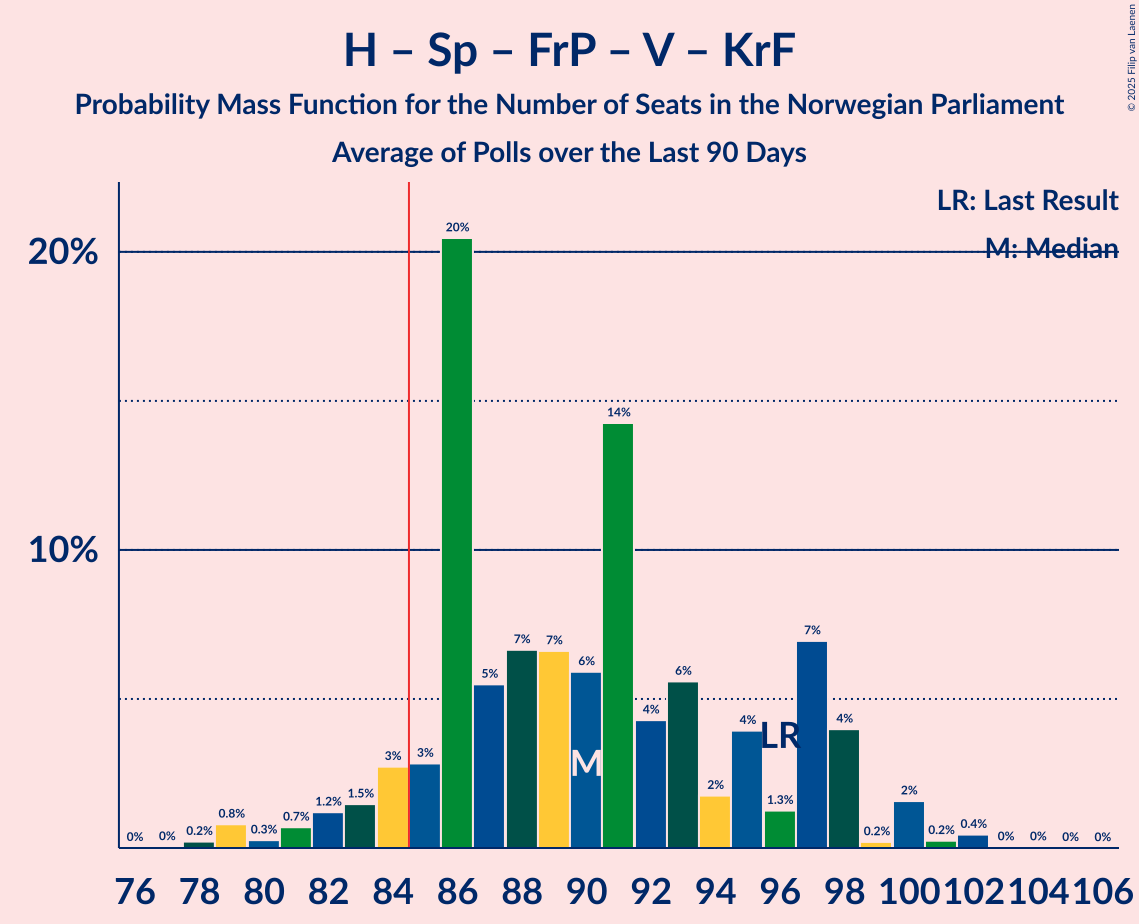 H – Sp – FrP – V – KrF
Probability Mass Function for the Number of Seats in the Norwegian Parliament
Average of Polls over the Last 90 Days
© 2025 Filip van Laenen
LR: Last Result
M: Median
20%
10%
0% 0% 0.2% 0.8% 0.3% 0.7% 1.2% 1.5% 3% 3% 20% 5% 7% 7% 6% 14% 4% 6% 2% 4% 1.3% 7% 4% 0.2% 2% 0.2% 0.4% 0% 0% 0% 0%
M
LR
76 78 80 82 84 86 88 90 92 94 96 98 100 102 104 106